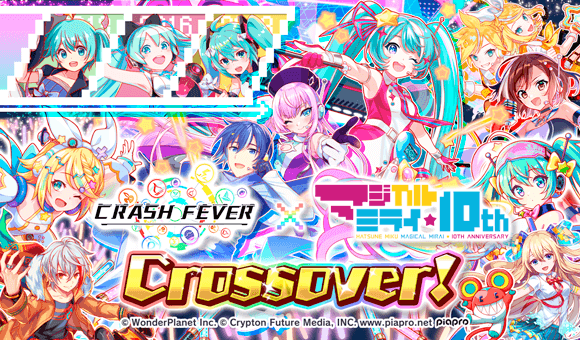 CRASH FEVER
×
マジカル
ミライ★10th
HATSUNE MIKU MAGICAL MIRAI ★ 10TH ANNIVERSARY
Crossover!
© WonderPlanet Inc. © Crypton Future Media, INC. www.piapro.net piapro